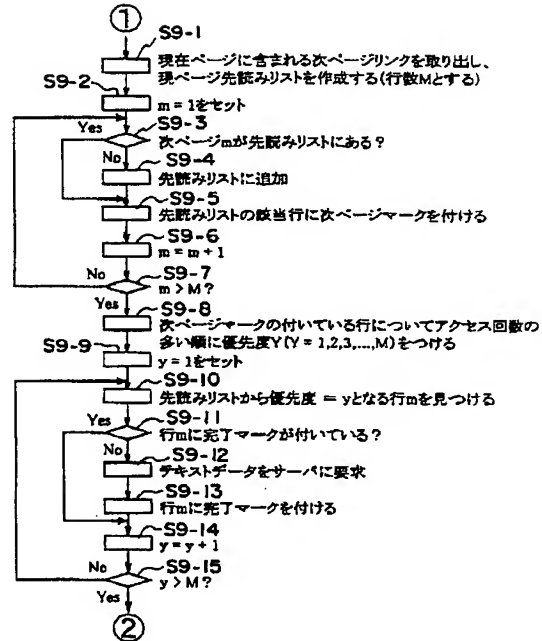 ①
S9-1
現在ページに含まれる次ページリンクを取り出し、
現ページ先読みリストを作成する(行数Mとする)
S9-2
m = 1をセット
Yes
S9-3
次ページmが先読みリストにある?
No
S9-4
先読みリストに追加
S9-5
先読みリストの該当行に次ページマークを付ける
S9-6
m = m + 1
No
S9-7
m > M?
Yes
S9-8
次ページマークの付いている行についてアクセス回数の
多い順に優先度Y(Y = 1,2,3,...,M)をつける
S9-9
y = 1をセット
S9-10
先読みリストから優先度 = yとなる行mを見つける
Yes
S9-11
行mに完了マークが付いている?
No
S9-12
テキストデータをサーバに要求
S9-13
行mに完了マークを付ける
S9-14
y = y + 1
No
S9-15
y > M?
Yes
②